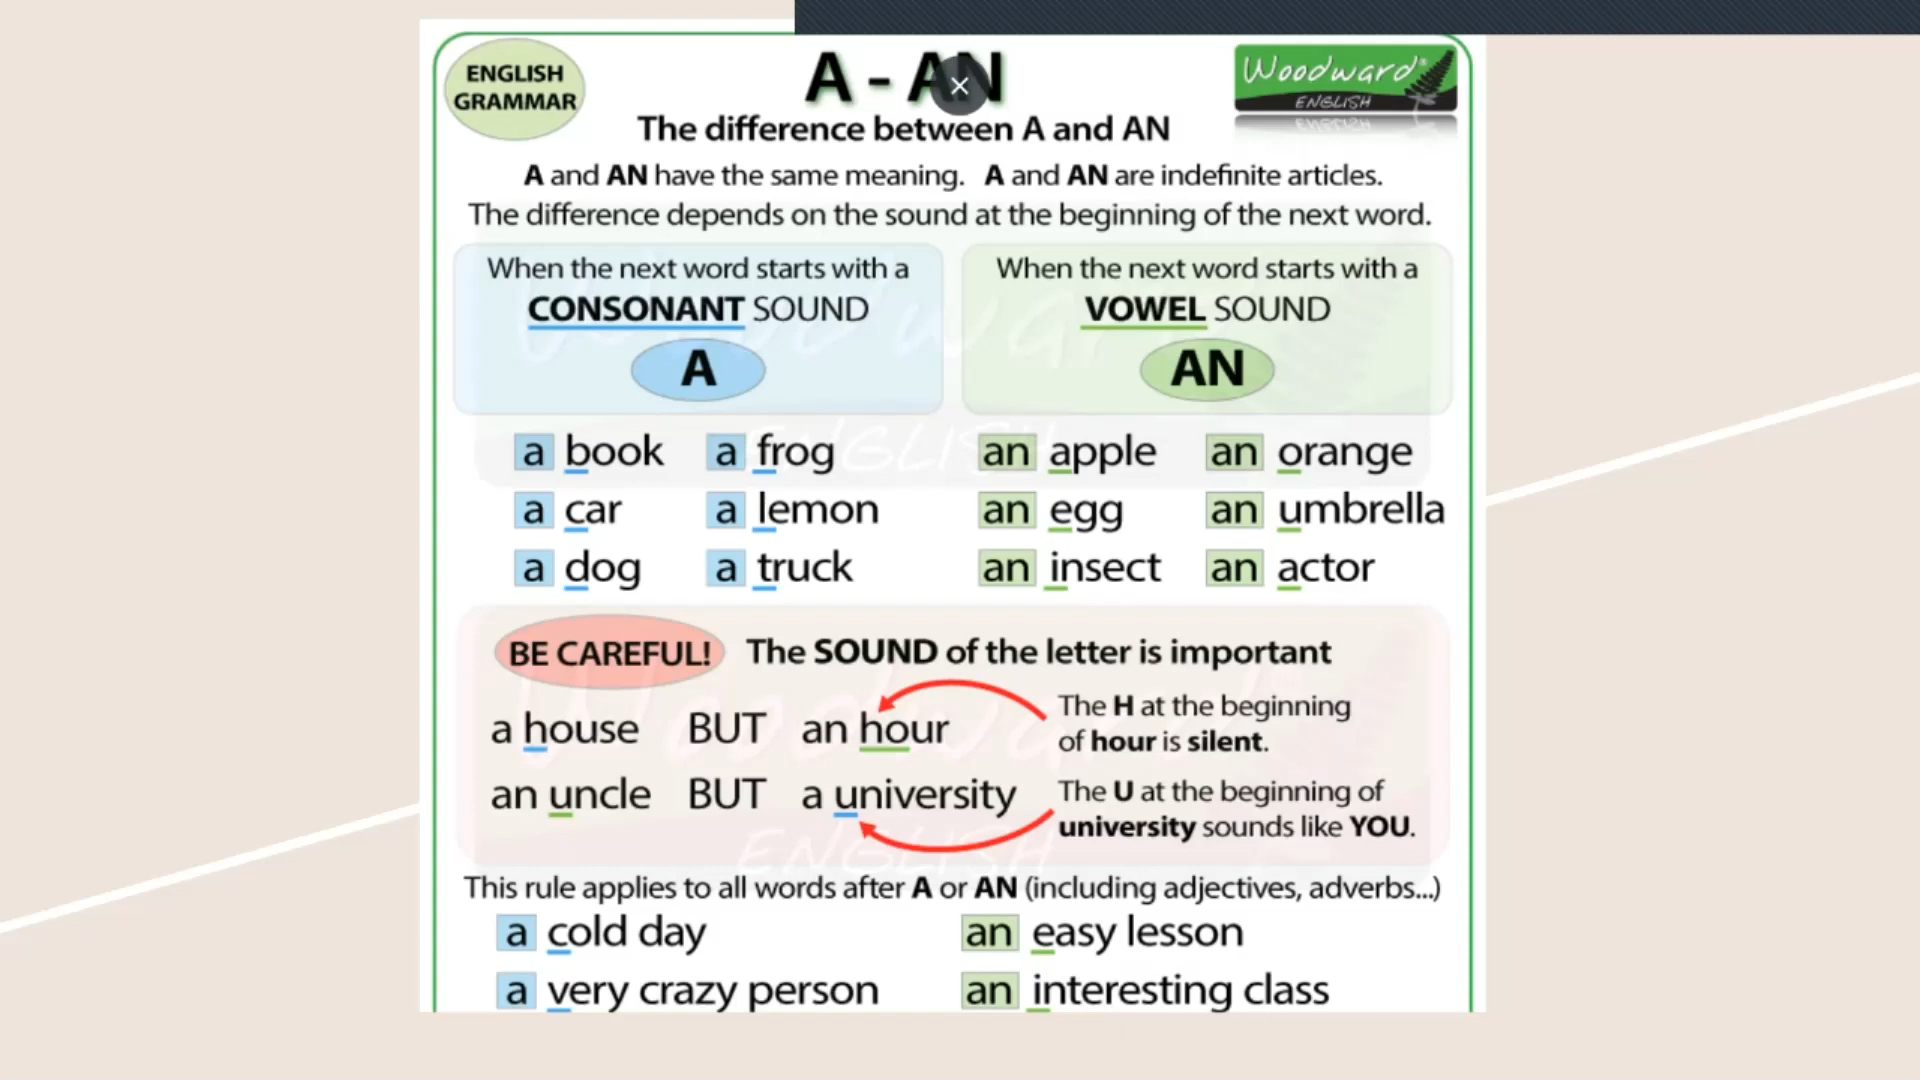 ENGLISH
GRAMMAR
A - AN
Woodward®
ENGLISH
The difference between A and AN
A and AN have the same meaning. A and AN are indefinite articles.
The difference depends on the sound at the beginning of the next word.
When the next word starts with a
CONSONANT SOUND
A
When the next word starts with a
VOWEL SOUND
AN
a book a frog
a car a lemon
a dog a truck
an apple an orange
an egg an umbrella
an insect an actor
BE CAREFUL! The SOUND of the letter is important
a house BUT an hour
The H at the beginning
of hour is silent.
an uncle BUT a university
The U at the beginning of
university sounds like YOU.
This rule applies to all words after A or AN (including adjectives, adverbs...)
a cold day an easy lesson
a very crazy person an interesting class